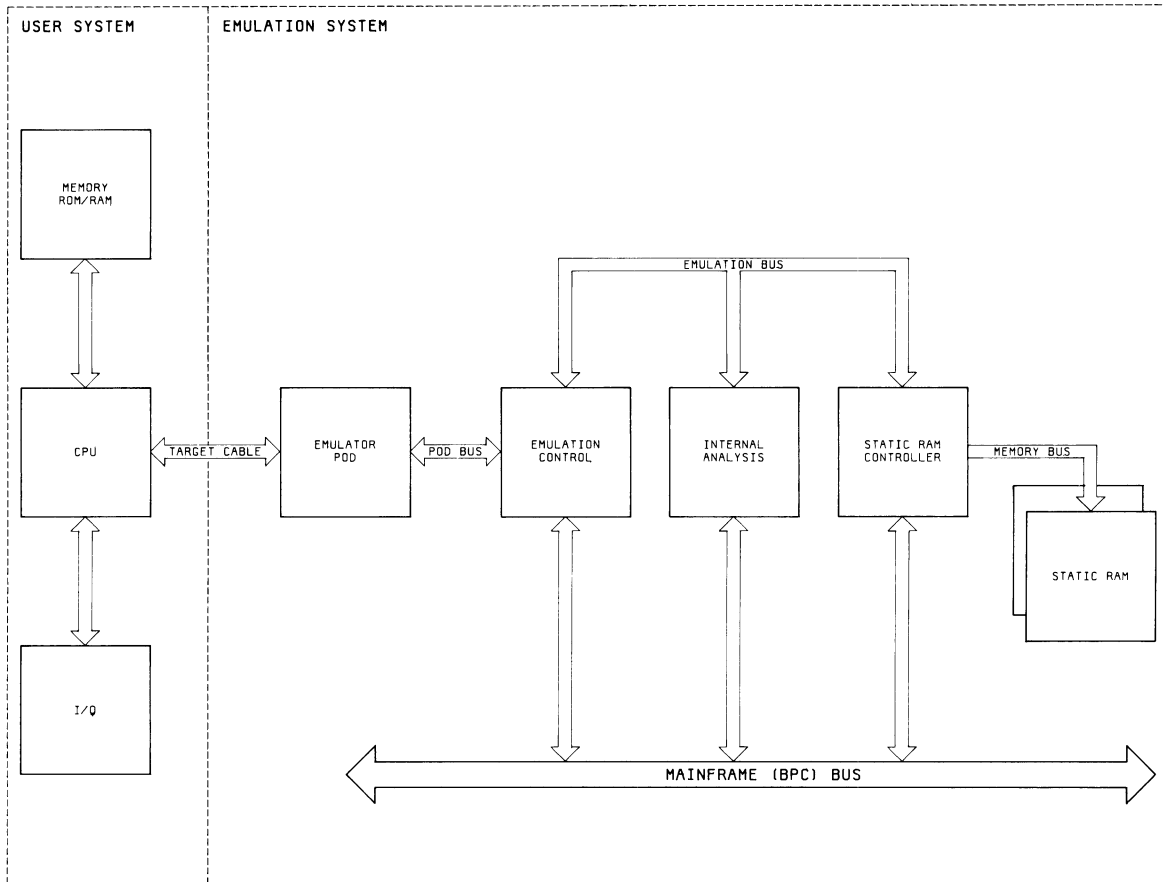 USER SYSTEM
EMULATION SYSTEM
MEMORY
ROM/RAM
EMULATION BUS
CPU
TARGET CABLE
EMULATOR
POD
POD BUS
EMULATION
CONTROL
INTERNAL
ANALYSIS
STATIC RAM
CONTROLLER
MEMORY BUS
STATIC RAM
I/O
MAINFRAME (BPC) BUS